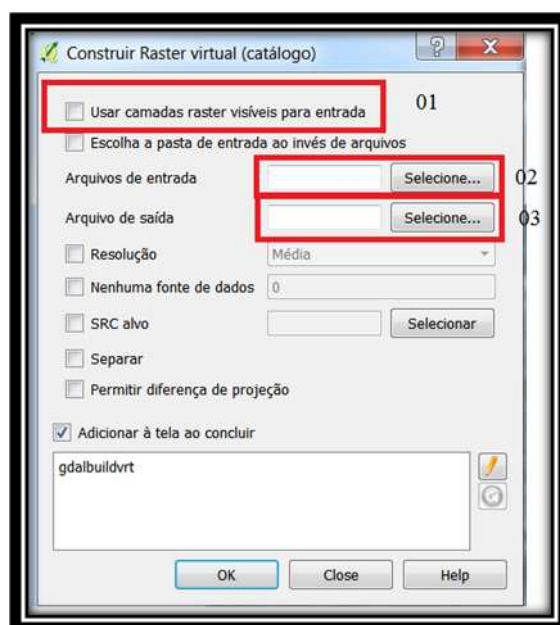 Construir Raster virtual (catálogo)
Usar camadas raster visíveis para entrada 01
Escolha a pasta de entrada ao invés de arquivos
Arquivos de entrada Selecione... 02
Arquivo de saída Selecione... 03
Resolução Média
Nenhuma fonte de dados 0
SRC alvo Selecionar
Separar
Permitir diferença de projeção
Adicionar à tela ao concluir
gdalbuildvrt
OK Close Help